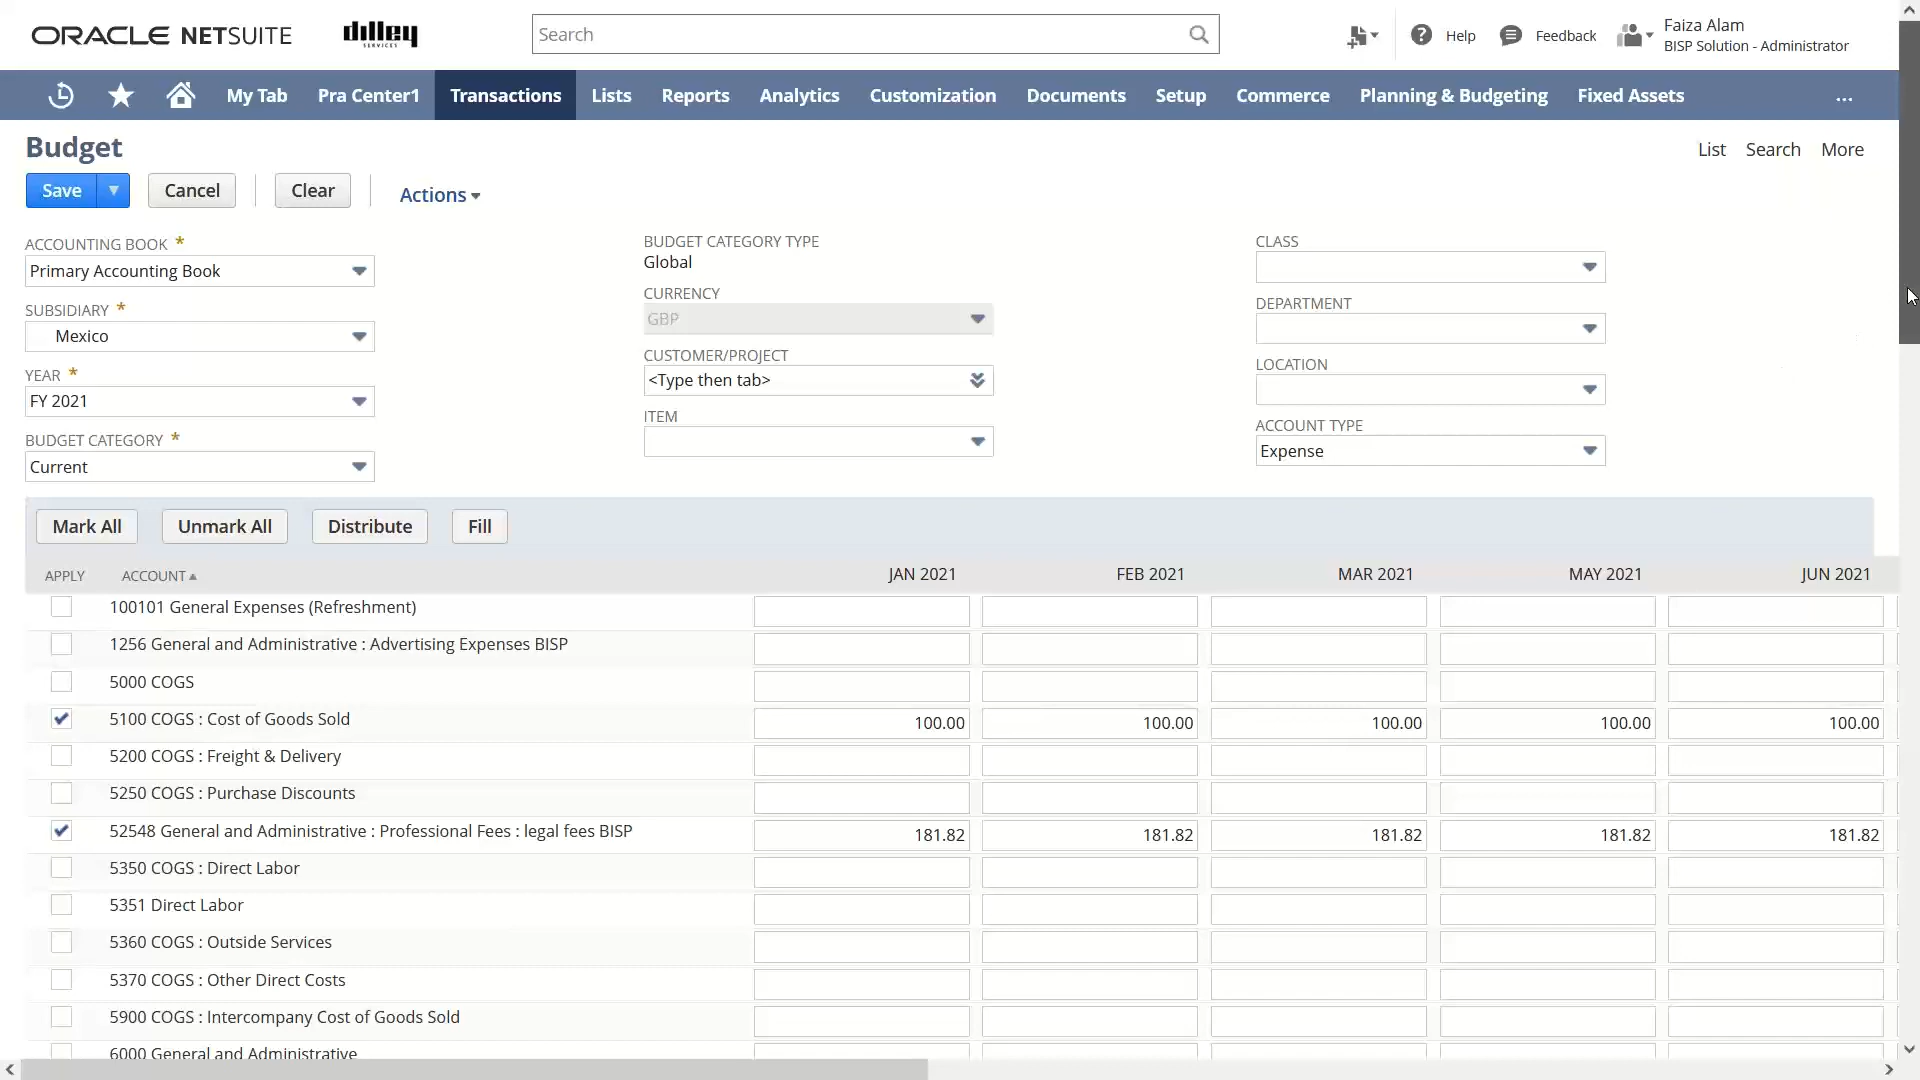 ORACLE NETSUITE
dilley
SERVICES
Search
Help
Feedback
Faiza Alam
BISP Solution - Administrator
My Tab
Pra Center1
Transactions
Lists
Reports
Analytics
Customization
Documents
Setup
Commerce
Planning & Budgeting
Fixed Assets
...
Budget
List
Search
More
Save
Cancel
Clear
Actions
ACCOUNTING BOOK *
Primary Accounting Book
SUBSIDIARY *
Mexico
YEAR *
FY 2021
BUDGET CATEGORY *
Current
BUDGET CATEGORY TYPE
Global
CURRENCY
GBP
CUSTOMER/PROJECT
<Type then tab>
ITEM
CLASS
DEPARTMENT
LOCATION
ACCOUNT TYPE
Expense
Mark All
Unmark All
Distribute
Fill
APPLY ACCOUNT JAN 2021 FEB 2021 MAR 2021 MAY 2021 JUN 2021
100101 General Expenses (Refreshment)
1256 General and Administrative : Advertising Expenses BISP
5000 COGS
5100 COGS : Cost of Goods Sold 100.00 100.00 100.00 100.00 100.00
5200 COGS : Freight & Delivery
5250 COGS : Purchase Discounts
52548 General and Administrative : Professional Fees : legal fees BISP 181.82 181.82 181.82 181.82 181.82
5350 COGS : Direct Labor
5351 Direct Labor
5360 COGS : Outside Services
5370 COGS : Other Direct Costs
5900 COGS : Intercompany Cost of Goods Sold
6000 General and Administrative